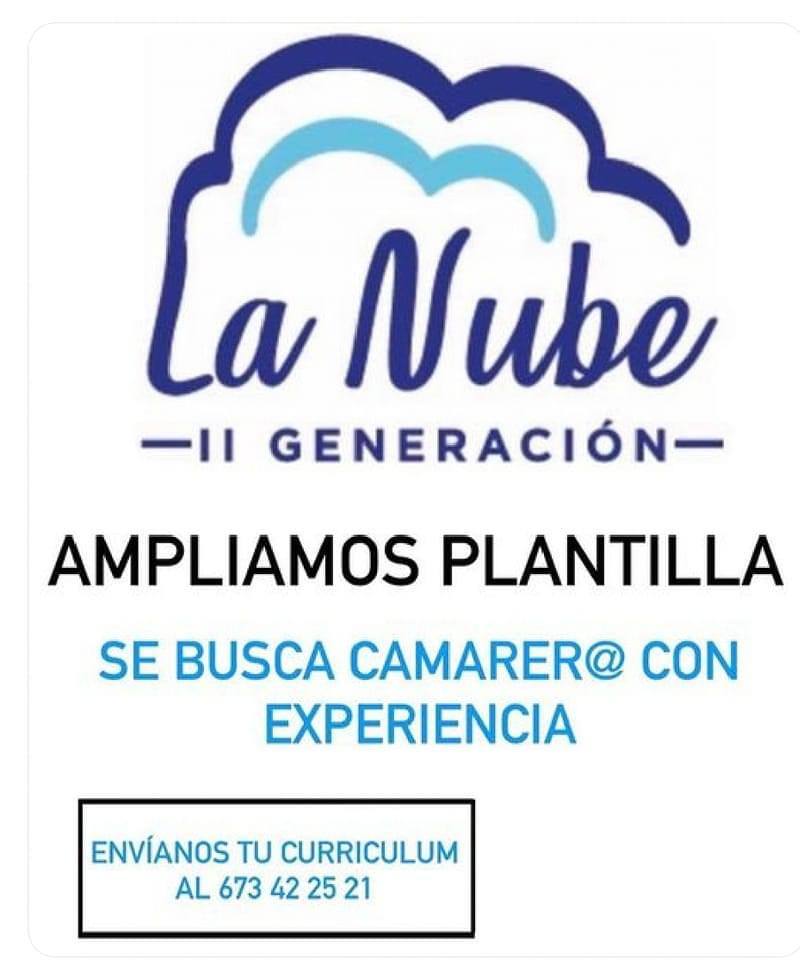 La Nube
II GENERACIÓN
AMPLIAMOS PLANTILLA
SE BUSCA CAMARER@ CON
EXPERIENCIA
ENVÍANOS TU CURRICULUM
AL 673 42 25 21